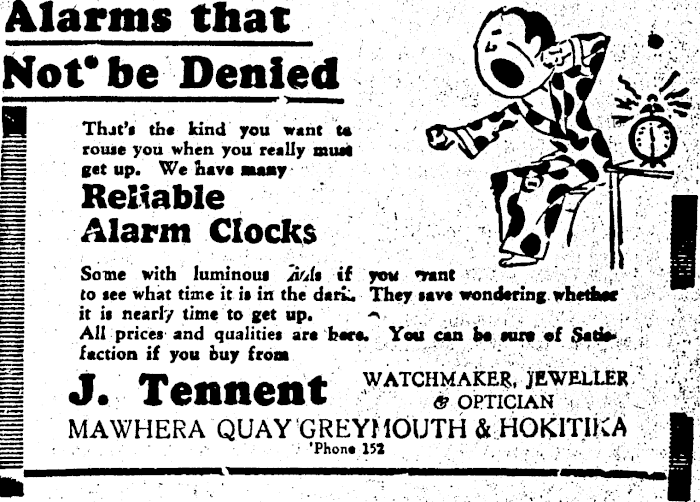 Alarms that
Not be Denied
That's the kind you want to
rouse you when you really must
get up. We have many
Reliable
Alarm Clocks
Some with luminous dials if you want
to see what time it is in the dark. They save wondering whether
it is nearly time to get up.
All prices and qualities are here. You can be sure of Satis-
faction if you buy from
J. Tennent
WATCHMAKER, JEWELLER
& OPTICIAN
MAWHERA QUAY GREYMOUTH & HOKITIKA
'Phone 152